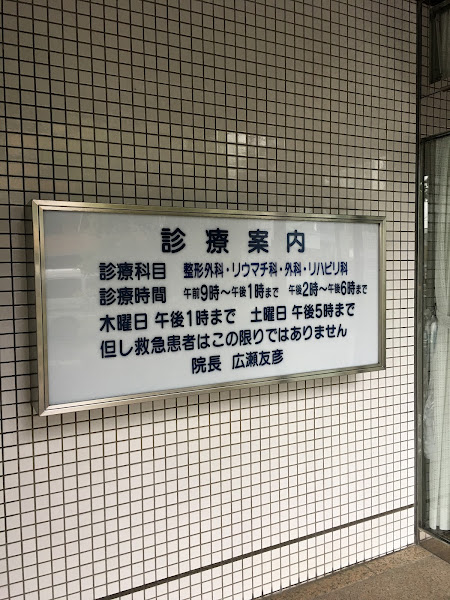 診療案内
診療科目 整形外科・リウマチ科・外科・リハビリ科
診療時間 午前9時～午後1時まで 午後2時～午後6時まで
木曜日 午後1時まで 土曜日 午後5時まで
但し救急患者はこの限りではありません
院長 広瀬友彦